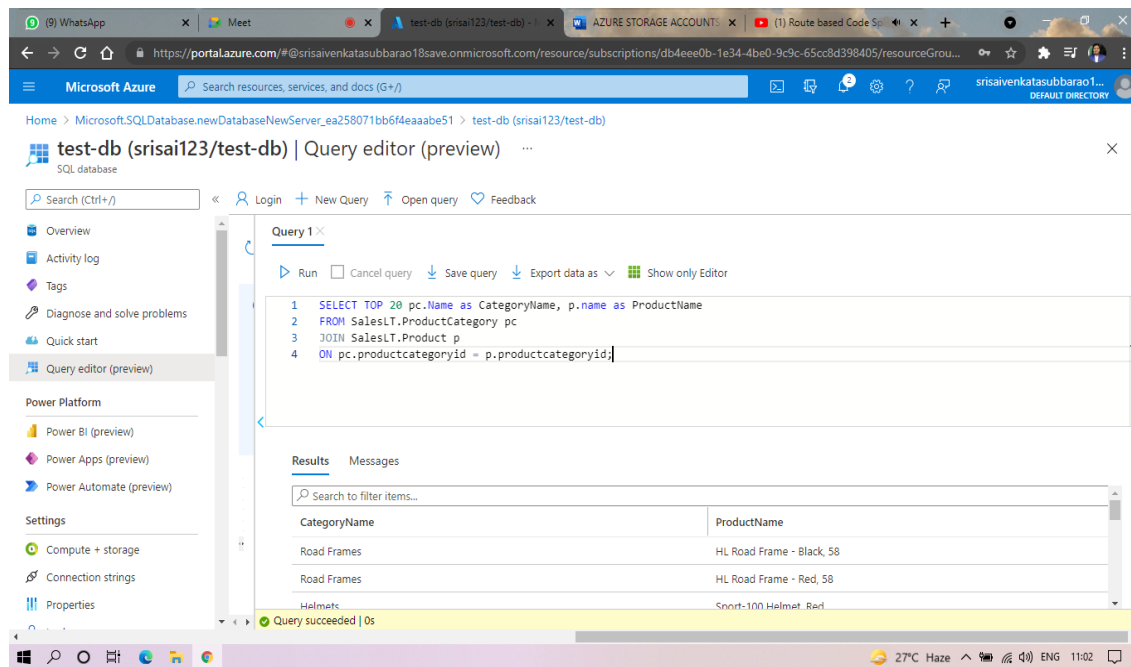 (9) WhatsApp
Meet
test-db (srisai123/test-db) -
AZURE STORAGE ACCOUNTS
(1) Route based Code Spli
https://portal.azure.com/#@srisaivenkatasubbarao18save.onmicrosoft.com/resource/subscriptions/db4eee0b-1e34-4be0-9c9c-65cc8d398405/resourceGrou...
Microsoft Azure
Search resources, services, and docs (G+/)
2
srisaivenkatasubbarao1...
DEFAULT DIRECTORY
Home > Microsoft.SQLDatabase.newDatabaseNewServer_ea258071bb6f4eaaabe51 > test-db (srisai123/test-db)
test-db (srisai123/test-db) | Query editor (preview) ...
SQL database
Search (Ctrl+/)
«
Login
New Query
Open query
Feedback
Overview
Activity log
Tags
Diagnose and solve problems
Quick start
Query editor (preview)
Power Platform
Power BI (preview)
Power Apps (preview)
Power Automate (preview)
Settings
Compute + storage
Connection strings
Properties
Query 1
Run
Cancel query
Save query
Export data as
Show only Editor
1 SELECT TOP 20 pc.Name as CategoryName, p.name as ProductName
2 FROM SalesLT.ProductCategory pc
3 JOIN SalesLT.Product p
4 ON pc.productcategoryid = p.productcategoryid;
Results Messages
Search to filter items...
CategoryName ProductName
Road Frames HL Road Frame - Black, 58
Road Frames HL Road Frame - Red, 58
Helmets Sport-100 Helmet, Red
Query succeeded | 0s
27°C Haze ENG 11:02